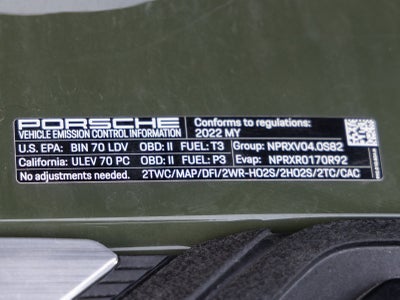 PORSCHE Conforms to regulations:
VEHICLE EMISSION CONTROL INFORMATION 2022 MY
U.S. EPA: BIN 70 LDV OBD: II FUEL: T3 Group: NPRXV04.0S82
California: ULEV 70 PC OBD: II FUEL: P3 Evap: NPRXR0170R92
No adjustments needed. 2TWC/MAP/DFI/2WR-HO2S/2HO2S/2TC/CAC